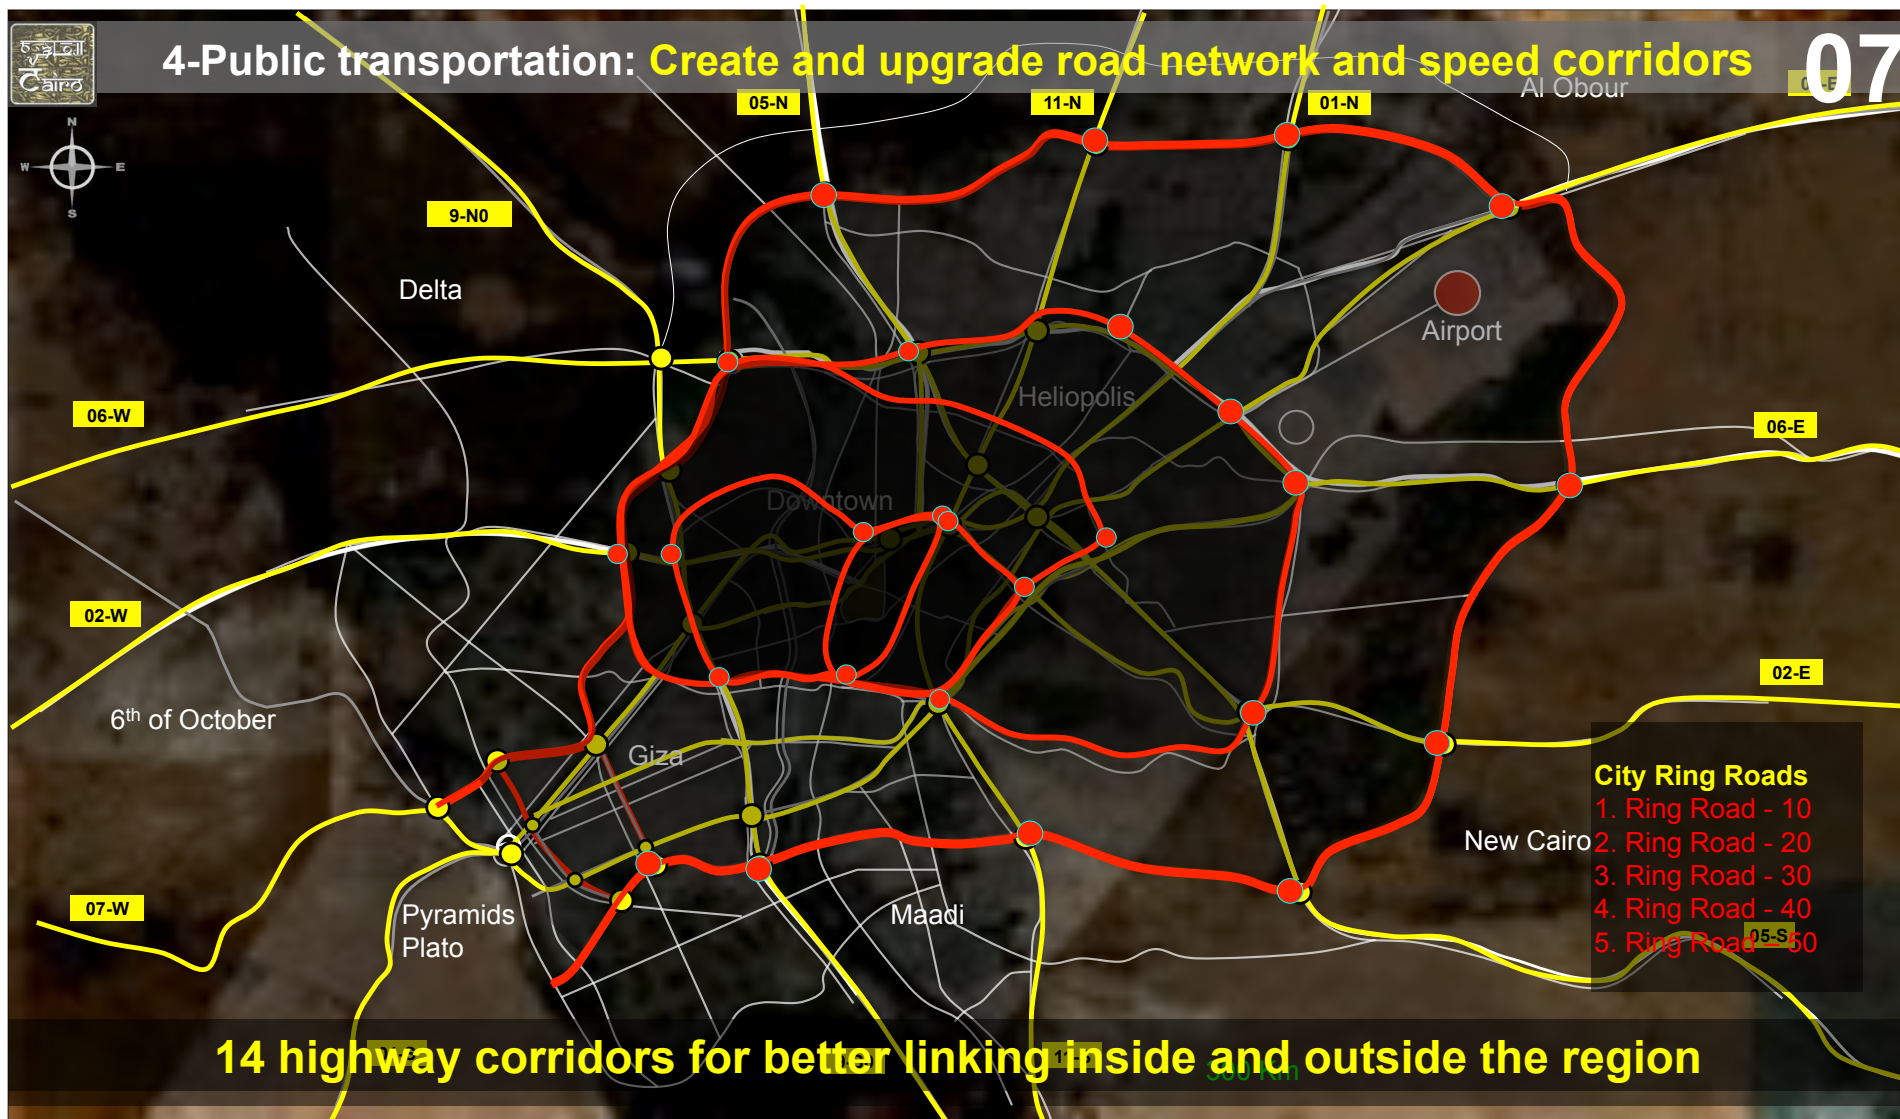 4-Public transportation: Create and upgrade road network and speed corridors
07
Cairo
N
W E
S
05-N
11-N
01-N
Al Obour
9-N0
Delta
Airport
06-W
Heliopolis
06-E
Downtown
02-W
02-E
6th of October
Giza
City Ring Roads
1. Ring Road - 10
2. Ring Road - 20
3. Ring Road - 30
4. Ring Road - 40
5. Ring Road – 50
New Cairo
07-W
Pyramids
Plato
Maadi
05-S
14 highway corridors for better linking inside and outside the region
300 Km